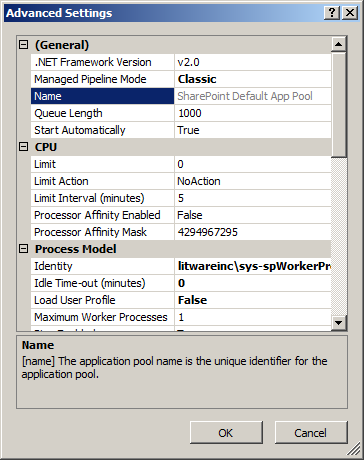 Advanced Settings
(General)
.NET Framework Version v2.0
Managed Pipeline Mode Classic
Name SharePoint Default App Pool
Queue Length 1000
Start Automatically True
CPU
Limit 0
Limit Action NoAction
Limit Interval (minutes) 5
Processor Affinity Enabled False
Processor Affinity Mask 4294967295
Process Model
Identity litwareinc\sys-spWorkerPr
Idle Time-out (minutes) 0
Load User Profile False
Maximum Worker Processes 1
Name
[name] The application pool name is the unique identifier for the
application pool.
OK Cancel